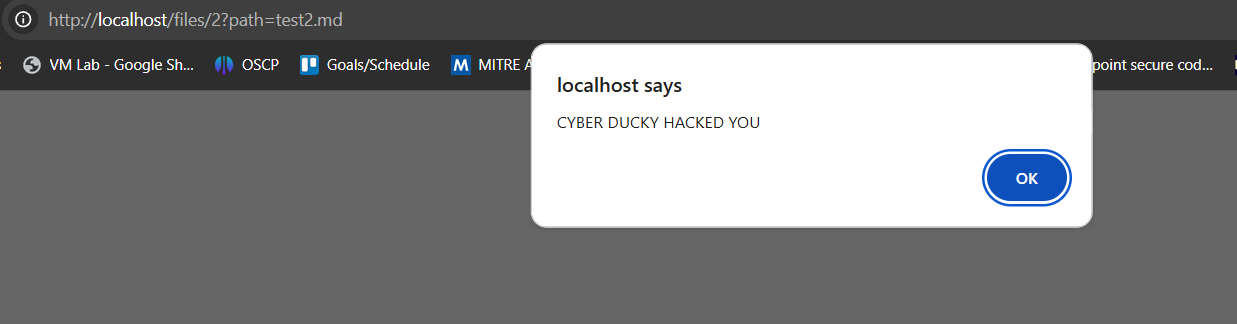 http://localhost/files/2?path=test2.md
VM Lab - Google Sh... OSCP Goals/Schedule MITRE A point secure cod...
localhost says
CYBER DUCKY HACKED YOU
OK